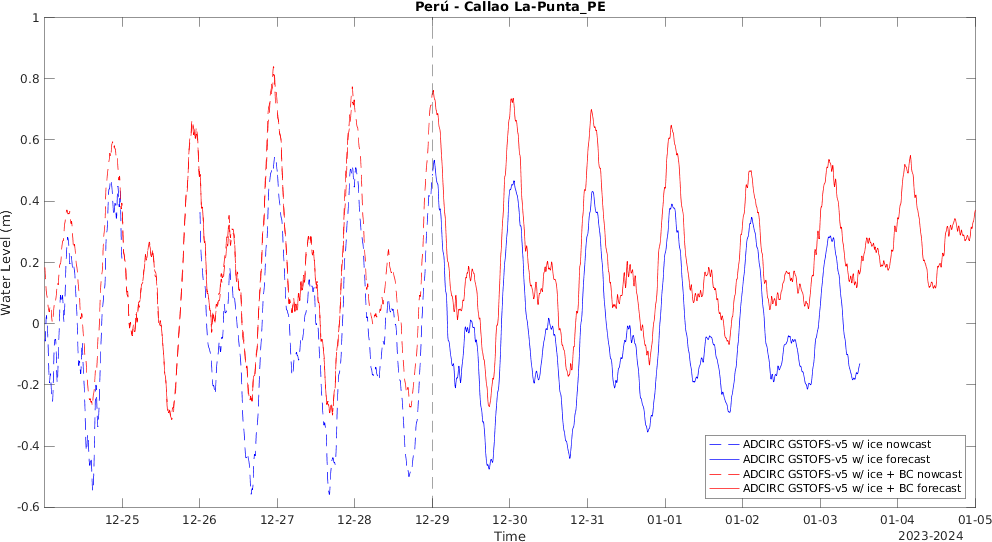 Perú - Callao La-Punta_PE
1
0.8
0.6
0.4
0.2
0
-0.2
-0.4
-0.6
Water Level (m)
ADCIRC GSTOFS-v5 w/ ice nowcast
ADCIRC GSTOFS-v5 w/ ice forecast
ADCIRC GSTOFS-v5 w/ ice + BC nowcast
ADCIRC GSTOFS-v5 w/ ice + BC forecast
12-25 12-26 12-27 12-28 12-29 12-30 12-31 01-01 01-02 01-03 01-04 01-05
Time
2023-2024